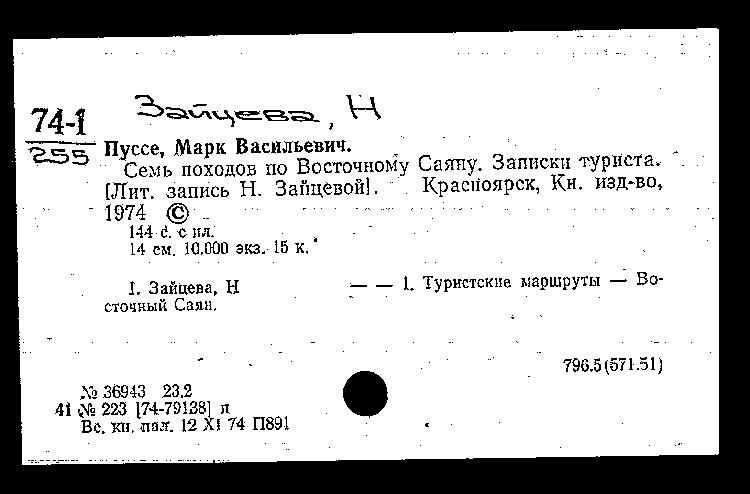 Зайцева, Н
74-1
255
Пуссе, Марк Васильевич.
Семь походов по Восточному Саяну. Записки туриста.
[Лит. запись Н. Зайцевой]. Красноярск, Кн. изд-во,
1974 ©
144 с. с ил.
14 см. 10.000 экз. 15 к.
I. Зайцева, Н — — 1. Туристские маршруты — Во-
сточный Саян.
796.5(571.51)
№ 36943 23.2
41 № 223 [74-79138] п
Вс. кн. пал. 12 XI 74 П891